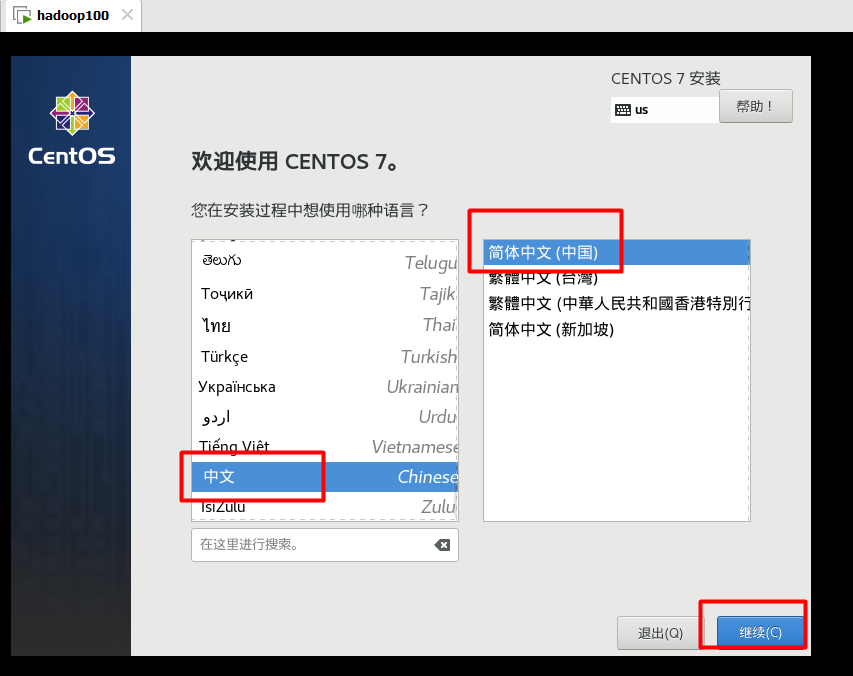 hadoop100
CENTOS 7 安装
us
帮助！
CentOS
欢迎使用 CENTOS 7。
您在安装过程中想使用哪种语言？
తెలుగు Telugu
Тоҷикӣ Tajik
ไทย Thai
Türkçe Turkish
Українська Ukrainian
اردو Urdu
Tiếng Việt Vietnamese
中文 Chinese
IsiZulu Zulu
简体中文 (中国)
繁體中文 (台灣)
繁體中文 (中華人民共和國香港特別行
简体中文 (新加坡)
在这里进行搜索。
退出(Q)
继续(C)